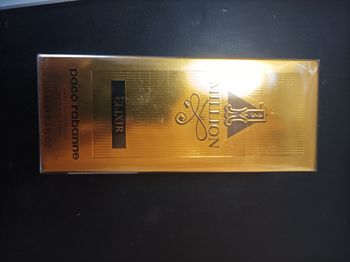 1
MILLION
ELIXIR
paco rabanne